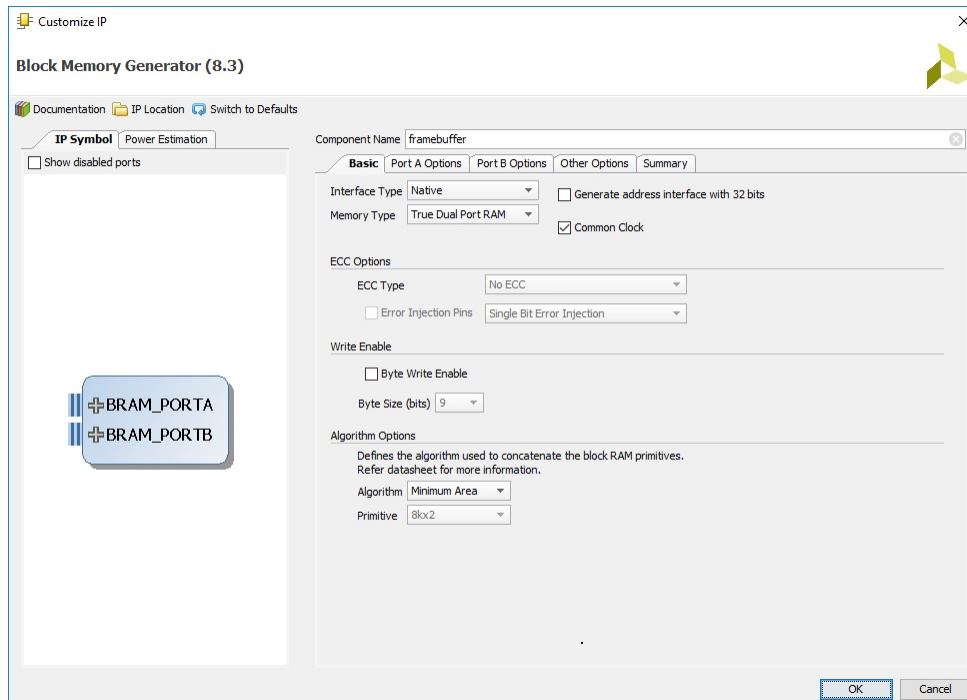 Customize IP
Block Memory Generator (8.3)
Documentation IP Location Switch to Defaults
IP Symbol Power Estimation
Show disabled ports
BRAM_PORTA
BRAM_PORTB
Component Name framebuffer
Basic Port A Options Port B Options Other Options Summary
Interface Type Native Generate address interface with 32 bits
Memory Type True Dual Port RAM
Common Clock
ECC Options
ECC Type No ECC
Error Injection Pins Single Bit Error Injection
Write Enable
Byte Write Enable
Byte Size (bits) 9
Algorithm Options
Defines the algorithm used to concatenate the block RAM primitives.
Refer datasheet for more information.
Algorithm Minimum Area
Primitive 8kx2
OK Cancel